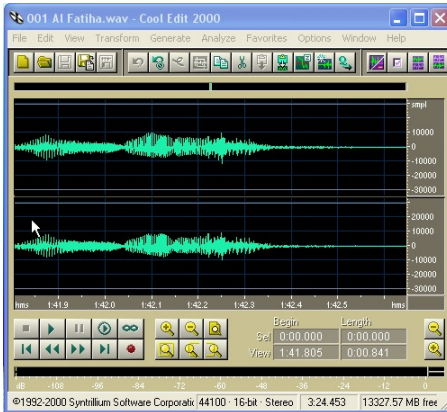 001 Al Fatiha.wav - Cool Edit 2000
File Edit View Transform Generate Analyze Favorites Options Window Help
smpl
20000
10000
0
-10000
-20000
-30000
20000
10000
0
-10000
-20000
-30000
hms 1:41.9 1:42.0 1:42.1 1:42.2 1:42.3 1:42.4 1:42.5 hms
Begin Length
Sel 0:00.000 0:00.000
View 1:41.805 0:00.841
dB -108 -96 -84 -72 -60 -48 -36 -24 -12 0
©1992-2000 Syntrillium Software Corporatic 44100 · 16-bit · Stereo 3:24.453 13327.57 MB free